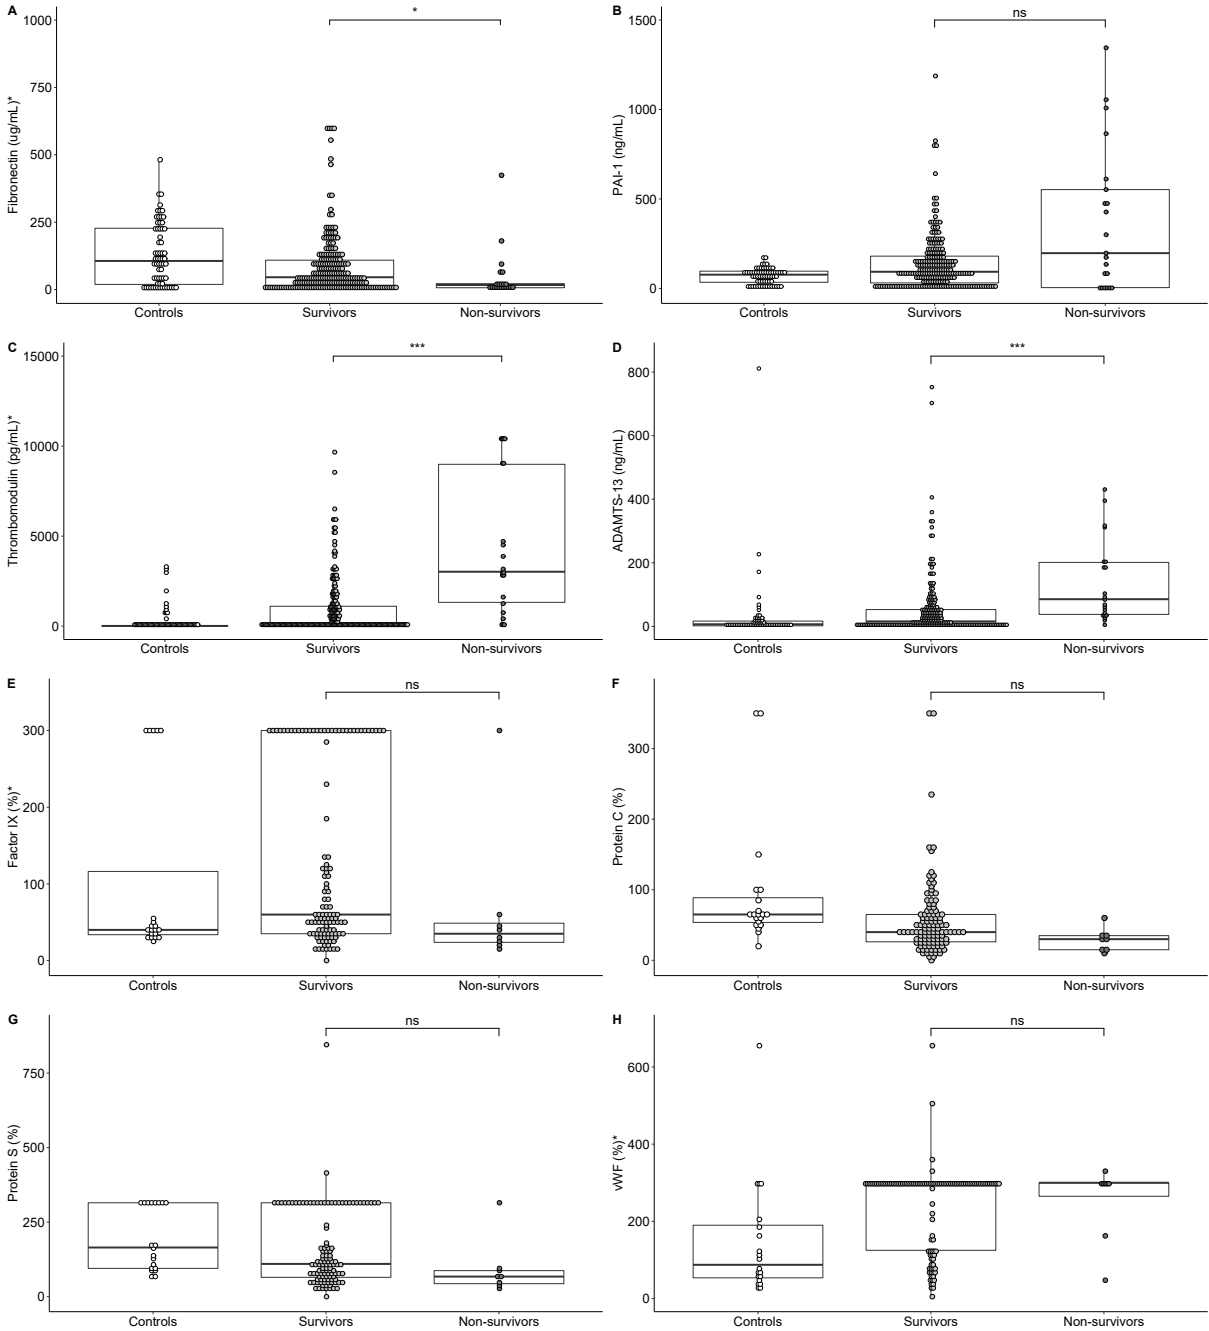 A
*
Fibronectin (ug/mL)*
1000
750
500
250
0
Controls
Survivors
Non-survivors
B
ns
PAI-1 (ng/mL)
1500
1000
500
0
Controls
Survivors
Non-survivors
C
***
Thrombomodulin (pg/mL)*
15000
10000
5000
0
Controls
Survivors
Non-survivors
D
***
ADAMTS-13 (ng/mL)
800
600
400
200
0
Controls
Survivors
Non-survivors
E
ns
Factor IX (%)*
300
200
100
0
Controls
Survivors
Non-survivors
F
ns
Protein C (%)
300
200
100
0
Controls
Survivors
Non-survivors
G
ns
Protein S (%)
750
500
250
0
Controls
Survivors
Non-survivors
H
ns
vWF (%)*
600
400
200
0
Controls
Survivors
Non-survivors